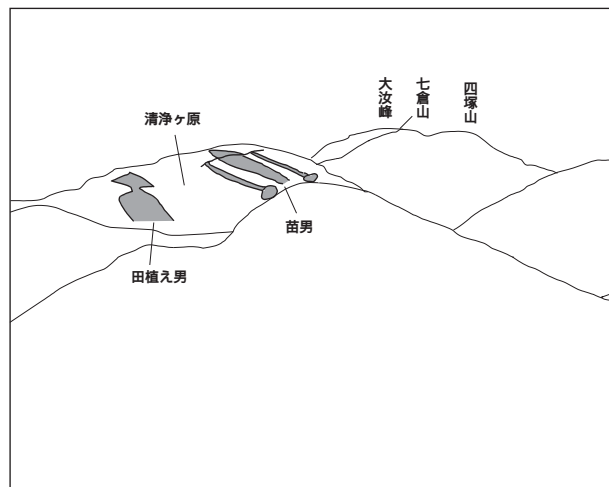 大汝峰
七倉山
四塚山
清浄ヶ原
苗男
田植え男